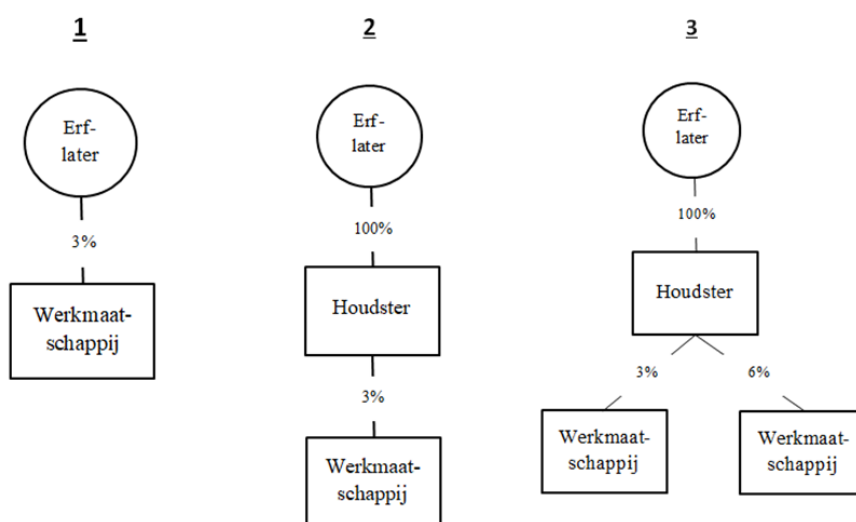 1
2
3
Erf-
later
Erf-
later
Erf-
later
3%
100%
100%
Werkmaat-
schappij
Houdster
Houdster
3%
3%
6%
Werkmaat-
schappij
Werkmaat-
schappij
Werkmaat-
schappij